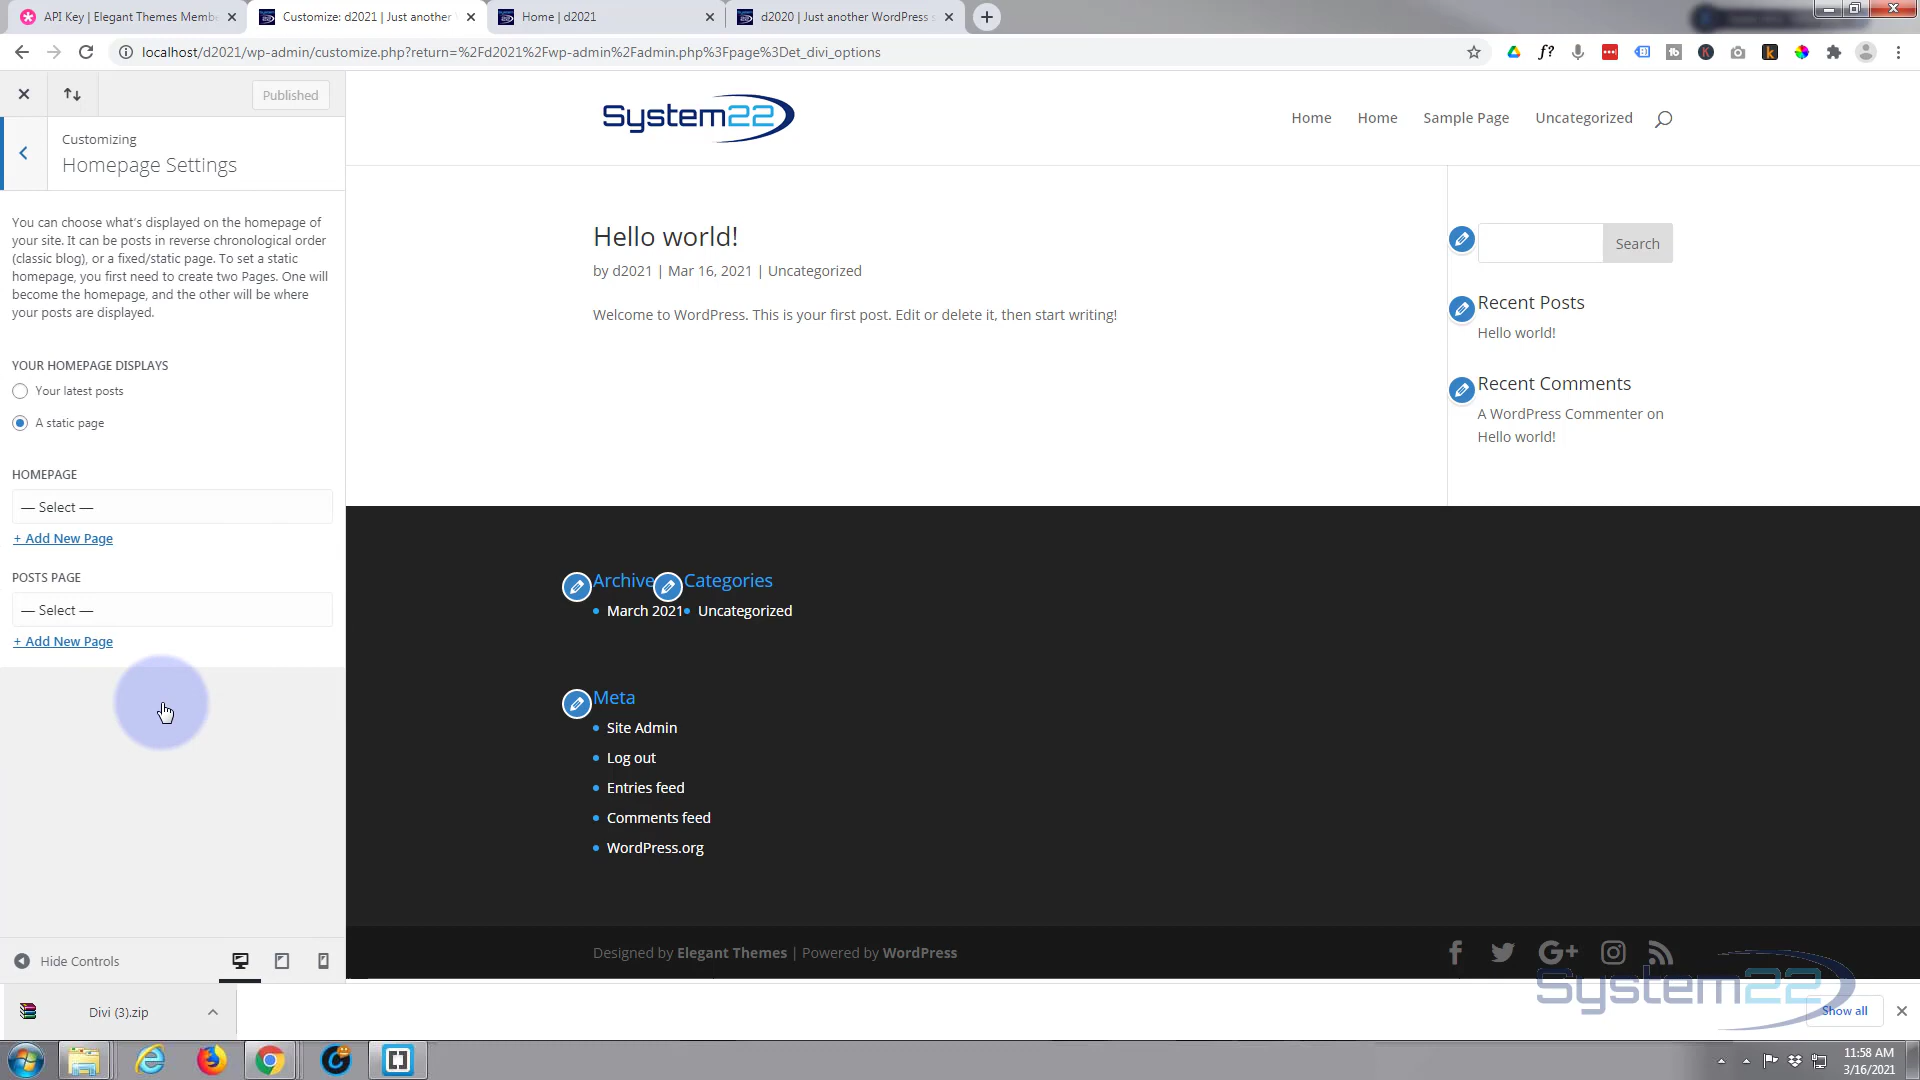 API Key | Elegant Themes Membe
Customize: d2021 | Just another
Home | d2021
d2020 | Just another WordPress s
localhost/d2021/wp-admin/customize.php?return=%2Fd2021%2Fwp-admin%2Fadmin.php%3Fpage%3Det_divi_options
Published
Customizing
Homepage Settings
You can choose what's displayed on the homepage of
your site. It can be posts in reverse chronological order
(classic blog), or a fixed/static page. To set a static
homepage, you first need to create two Pages. One will
become the homepage, and the other will be where
your posts are displayed.
YOUR HOMEPAGE DISPLAYS
Your latest posts
A static page
HOMEPAGE
— Select —
+ Add New Page
POSTS PAGE
— Select —
+ Add New Page
Hide Controls
System22
Home
Home
Sample Page
Uncategorized
Hello world!
by d2021 | Mar 16, 2021 | Uncategorized
Welcome to WordPress. This is your first post. Edit or delete it, then start writing!
Search
Recent Posts
Hello world!
Recent Comments
A WordPress Commenter on
Hello world!
Archive
March 2021
Categories
Uncategorized
Meta
Site Admin
Log out
Entries feed
Comments feed
WordPress.org
Designed by Elegant Themes | Powered by WordPress
System22
Divi (3).zip
Show all
11:58 AM
3/16/2021